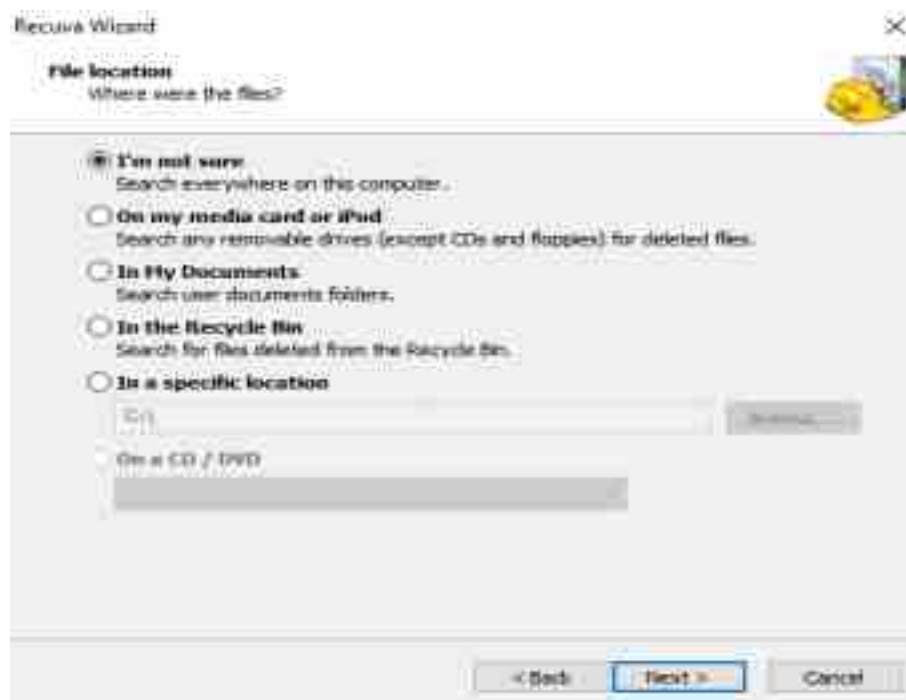 Recuva Wizard
File location
Where were the files?
I'm not sure
Search everywhere on this computer.
On my media card or iPod
Search any removable drives (except CDs and floppies) for deleted files.
In My Documents
Search user documents folders.
In the Recycle Bin
Search for files deleted from the Recycle Bin.
In a specific location
C:\
On a CD / DVD
< Back Next > Cancel